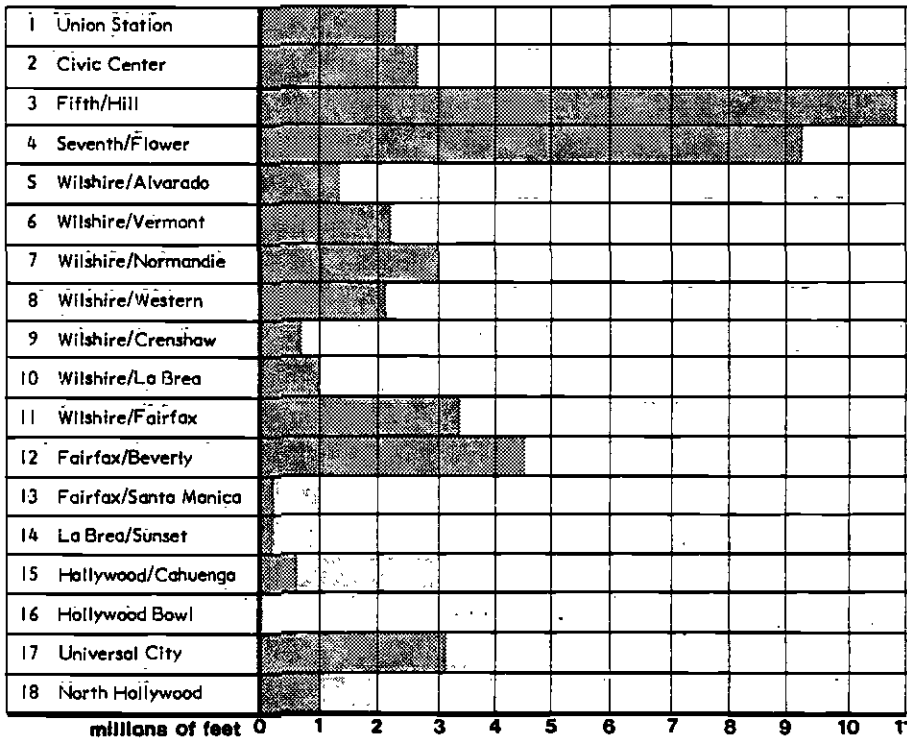 1 Union Station
2 Civic Center
3 Fifth/Hill
4 Seventh/Flower
5 Wilshire/Alvarado
6 Wilshire/Vermont
7 Wilshire/Normandie
8 Wilshire/Western
9 Wilshire/Crenshaw
10 Wilshire/La Brea
11 Wilshire/Fairfax
12 Fairfax/Beverly
13 Fairfax/Santa Monica
14 La Brea/Sunset
15 Hollywood/Cahuenga
16 Hollywood Bowl
17 Universal City
18 North Hollywood
millions of feet 0 1 2 3 4 5 6 7 8 9 10 11